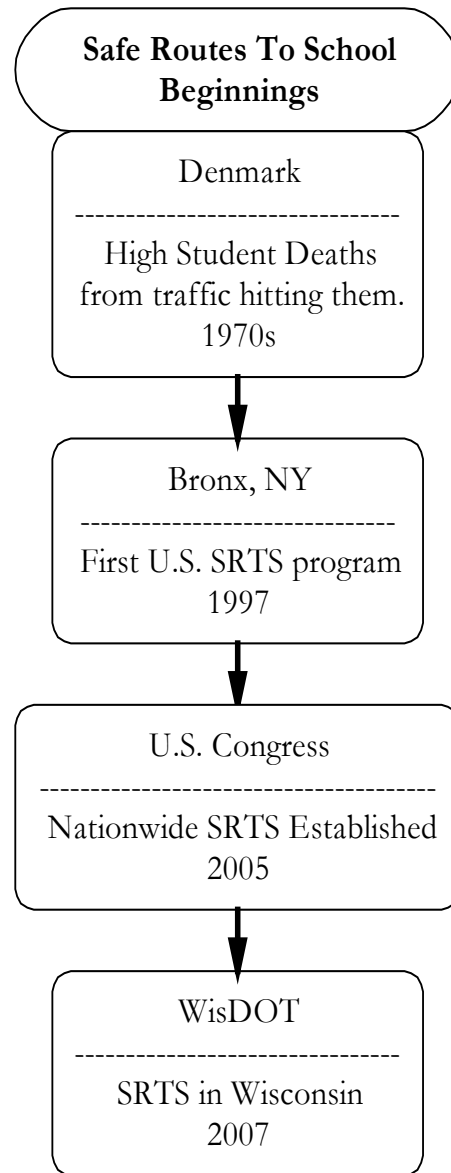 Safe Routes To School
Beginnings
Denmark
--------------------------------
High Student Deaths
from traffic hitting them.
1970s
Bronx, NY
-------------------------------
First U.S. SRTS program
1997
U.S. Congress
------------------------------------------
Nationwide SRTS Established
2005
WisDOT
--------------------------------
SRTS in Wisconsin
2007